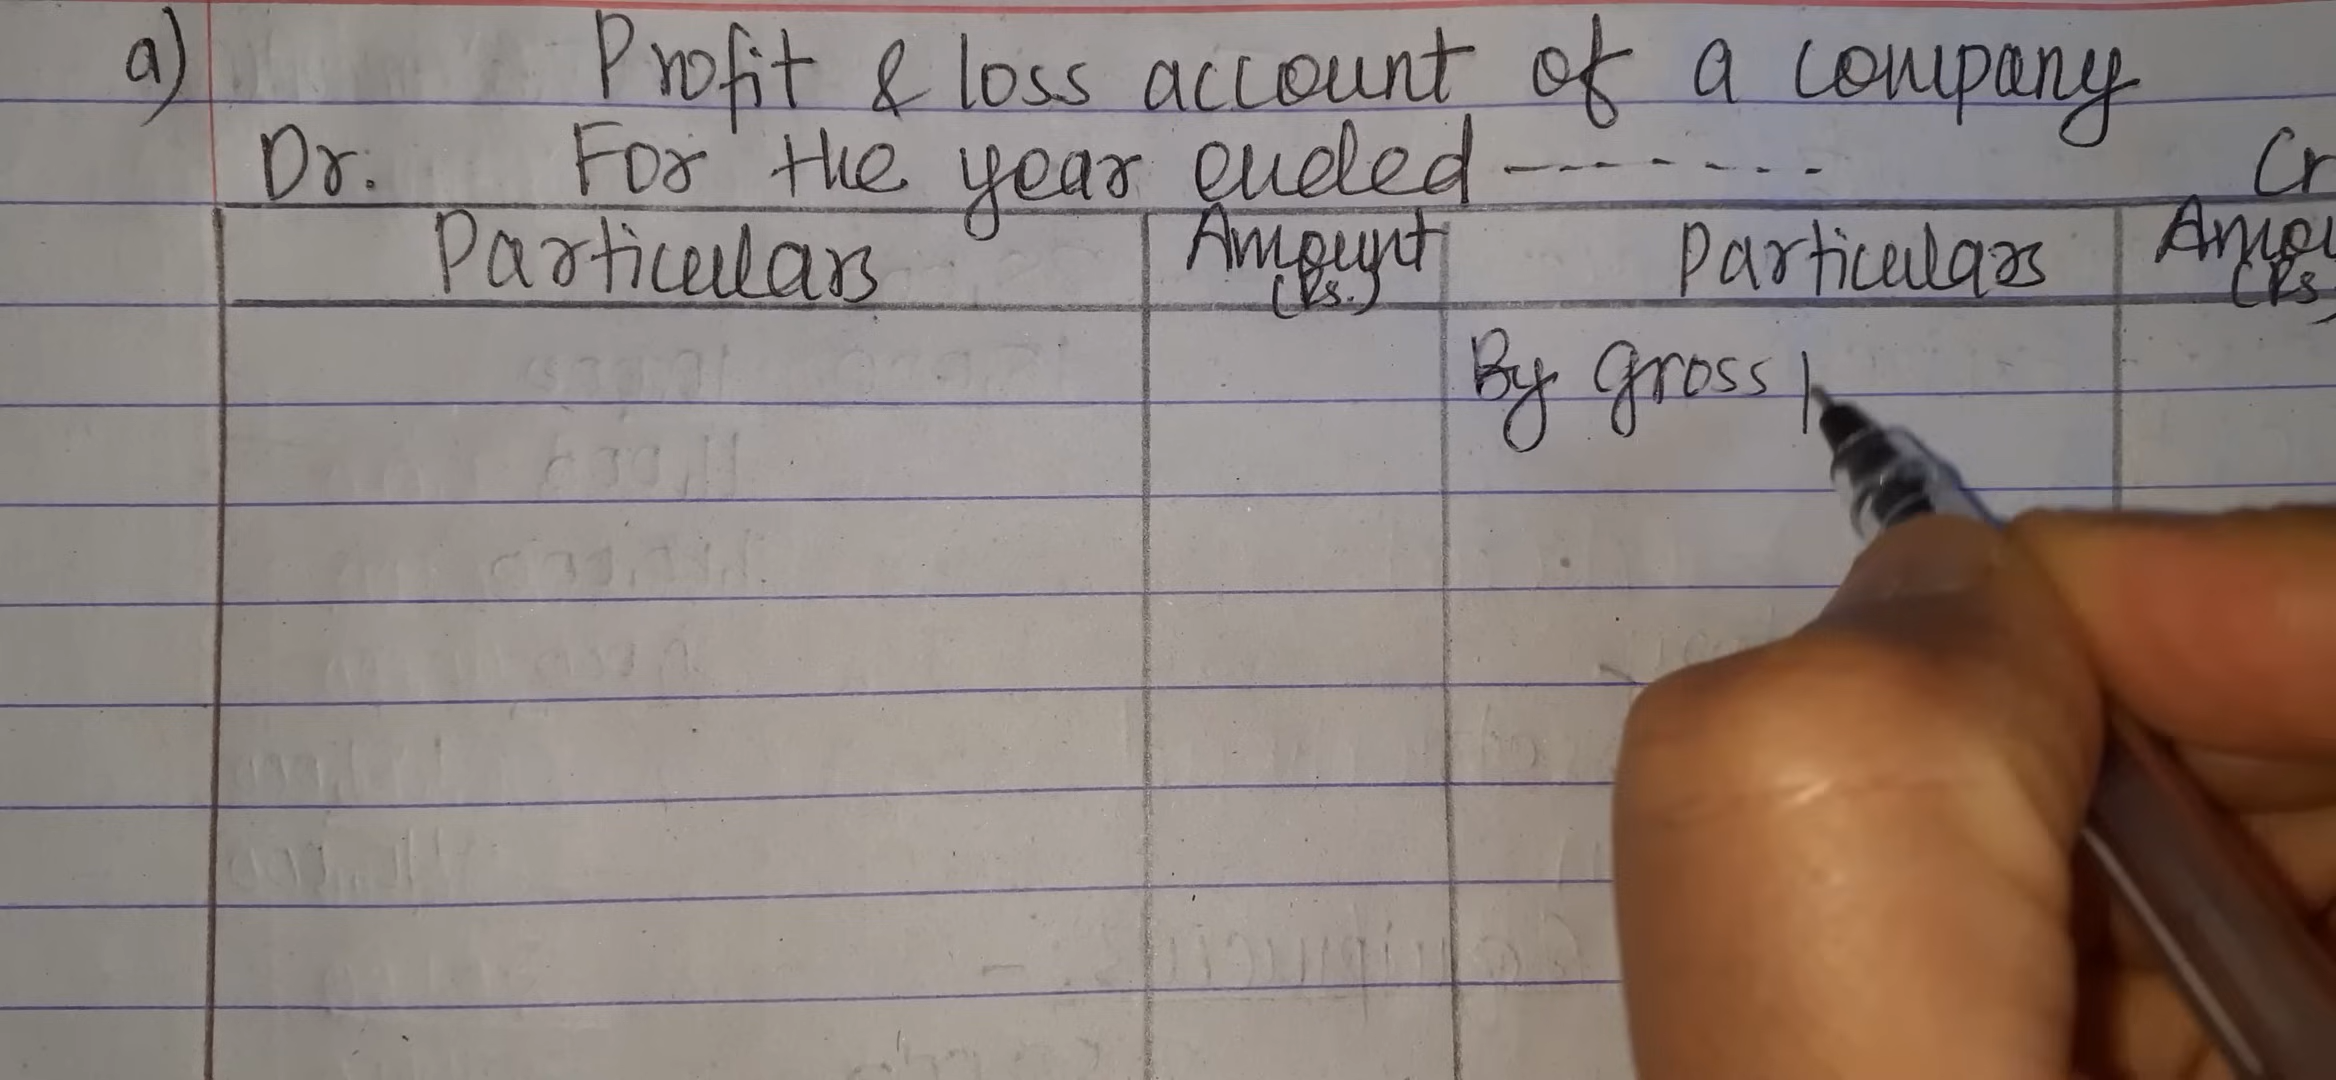 a) Profit & loss account of a company
Dr. For the year ended -------- Cr
Particulars Amount (Rs.) Particulars
By gross